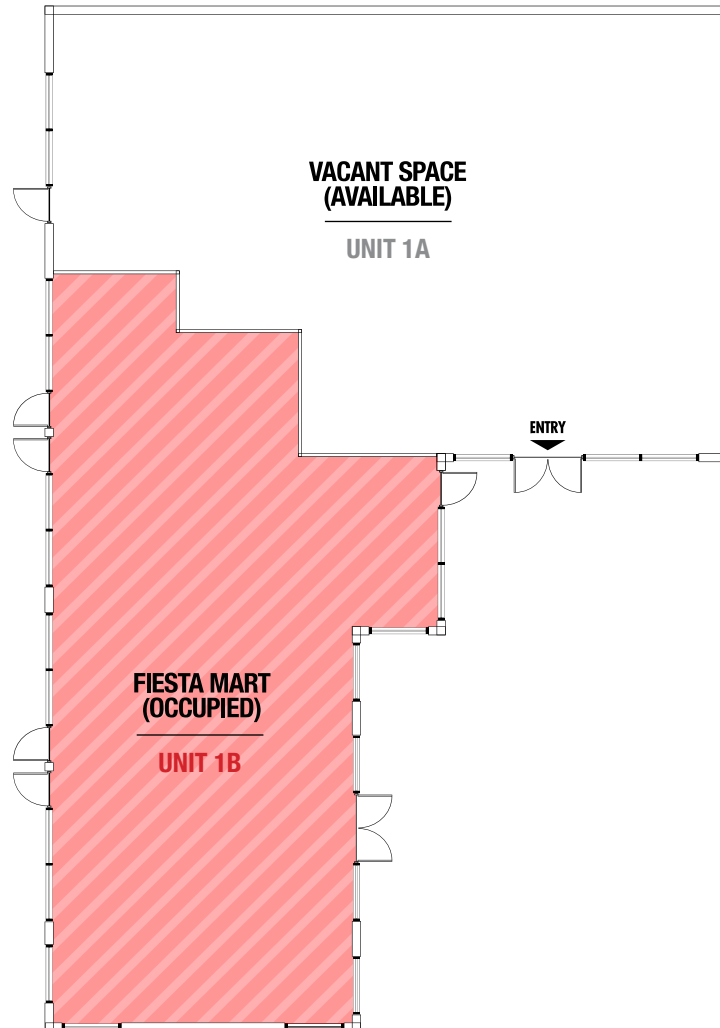 VACANT SPACE
(AVAILABLE)
UNIT 1A
ENTRY
FIESTA MART
(OCCUPIED)
UNIT 1B